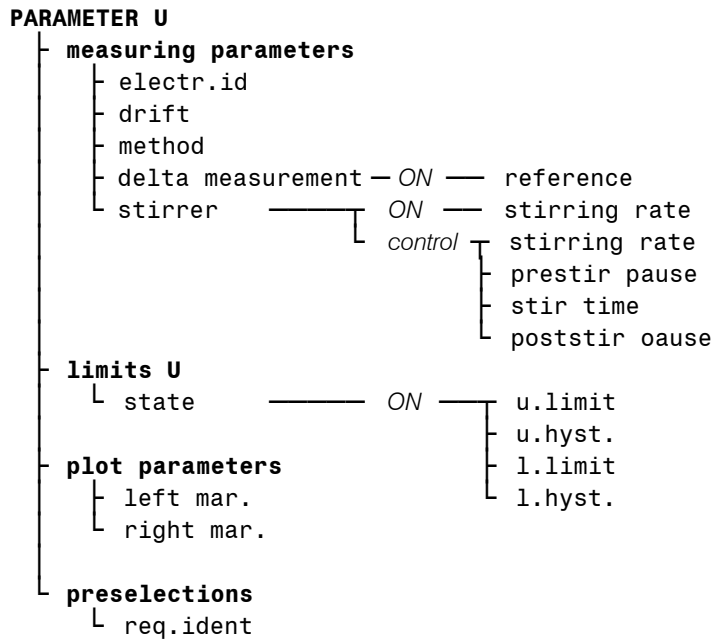 PARAMETER U
measuring parameters
electr.id
drift
method
delta measurement ON reference
stirrer ON stirring rate
control stirring rate
prestir pause
stir time
poststir oause
limits U
state ON u.limit
u.hyst.
plot parameters l.limit
left mar. l.hyst.
right mar.
preselections
req.ident